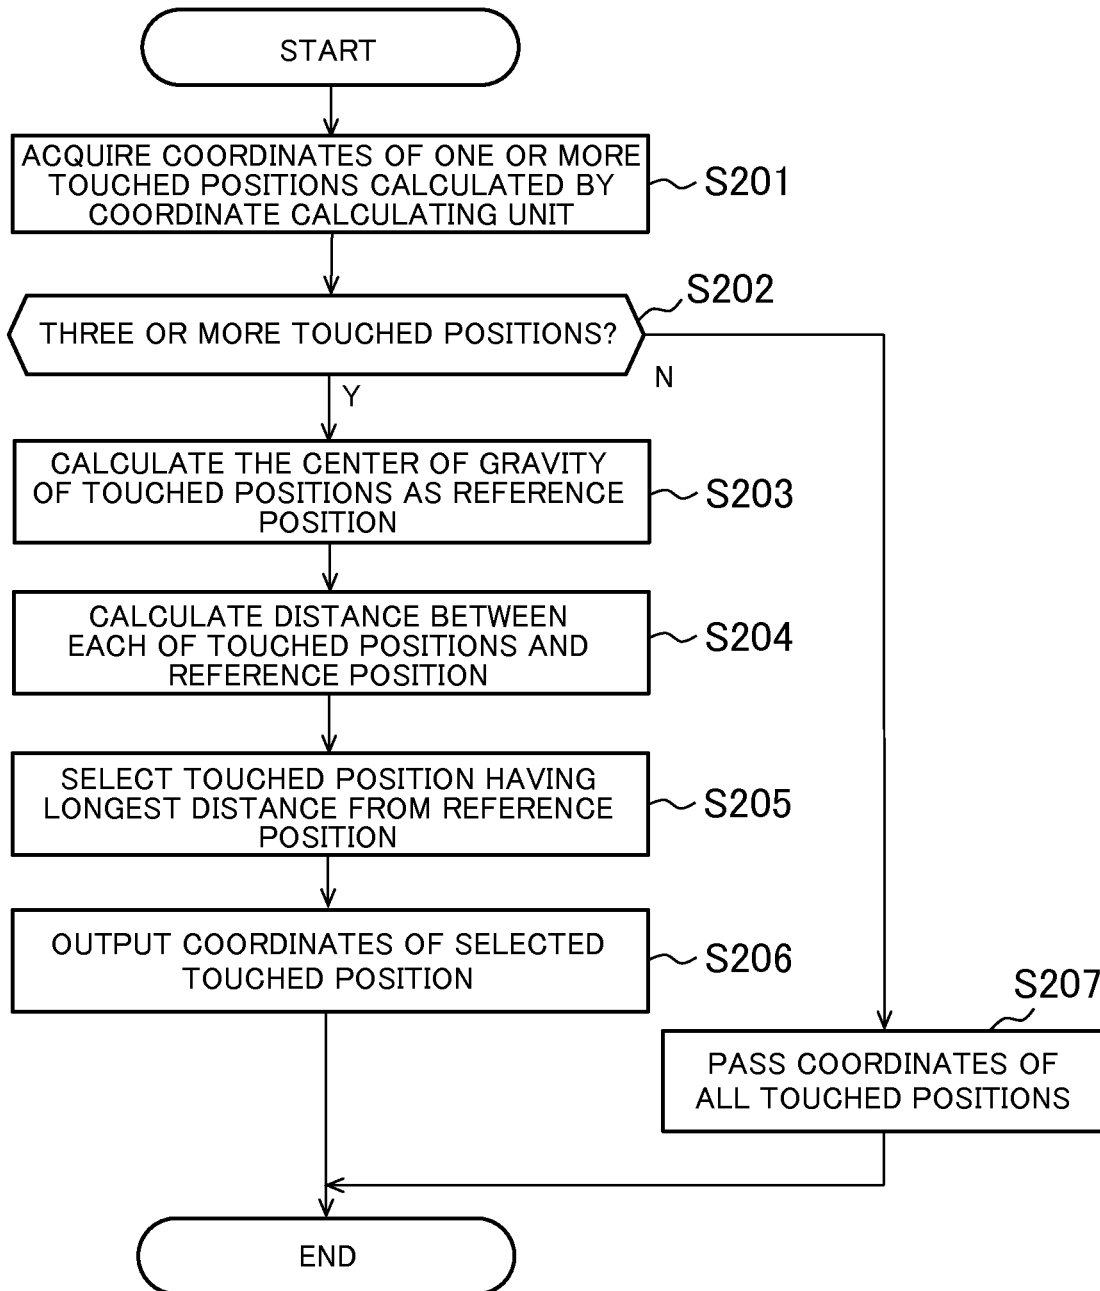 START
ACQUIRE COORDINATES OF ONE OR MORE
TOUCHED POSITIONS CALCULATED BY
COORDINATE CALCULATING UNIT
S201
S202
THREE OR MORE TOUCHED POSITIONS?
N
Y
CALCULATE THE CENTER OF GRAVITY
OF TOUCHED POSITIONS AS REFERENCE
POSITION
S203
CALCULATE DISTANCE BETWEEN
EACH OF TOUCHED POSITIONS AND
REFERENCE POSITION
S204
SELECT TOUCHED POSITION HAVING
LONGEST DISTANCE FROM REFERENCE
POSITION
S205
OUTPUT COORDINATES OF SELECTED
TOUCHED POSITION
S206
S207
PASS COORDINATES OF
ALL TOUCHED POSITIONS
END